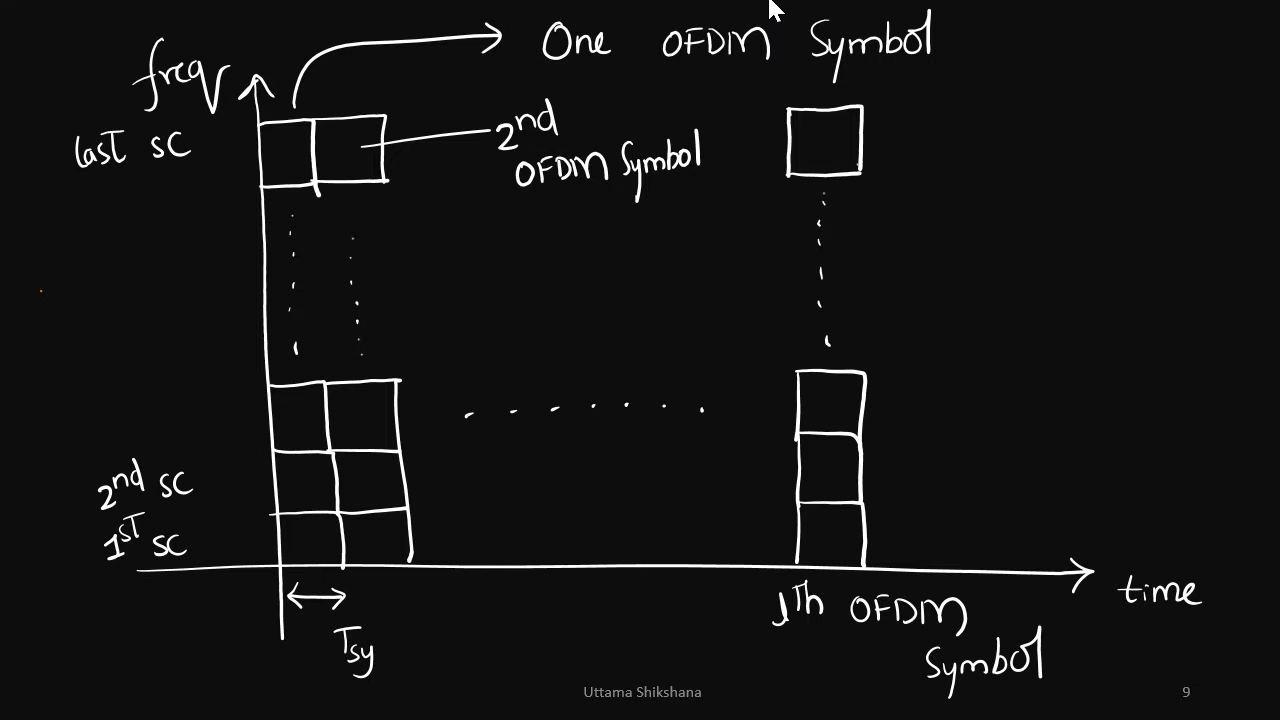 freq
One OFDM Symbol
last SC
2nd
OFDM Symbol
2nd SC
1st SC
time
Tsy
OFDM
Symbol
Uttama Shikshana
9